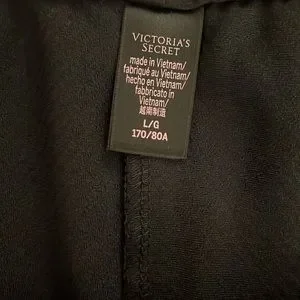 VICTORIA'S
SECRET
made in Vietnam/
fabriqué au Vietnam/
hecho en Vietnam/
fabbricato in
Vietnam/
越南制造
L/G
170/80A